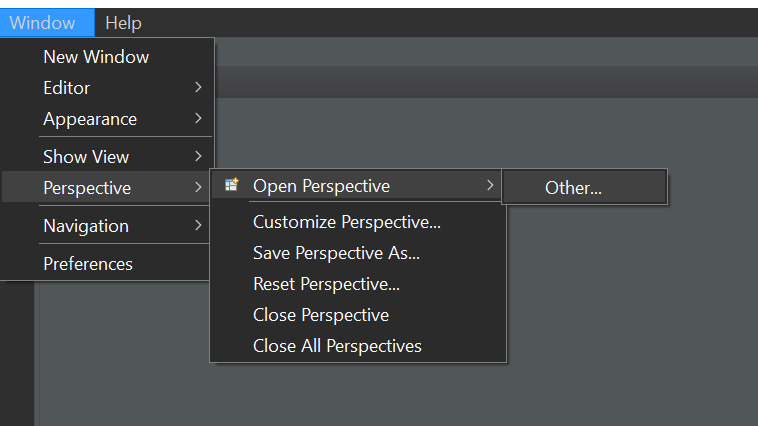 Window Help
New Window
Editor
Appearance
Show View
Perspective
Navigation
Preferences
Open Perspective
Customize Perspective...
Save Perspective As...
Reset Perspective...
Close Perspective
Close All Perspectives
Other...